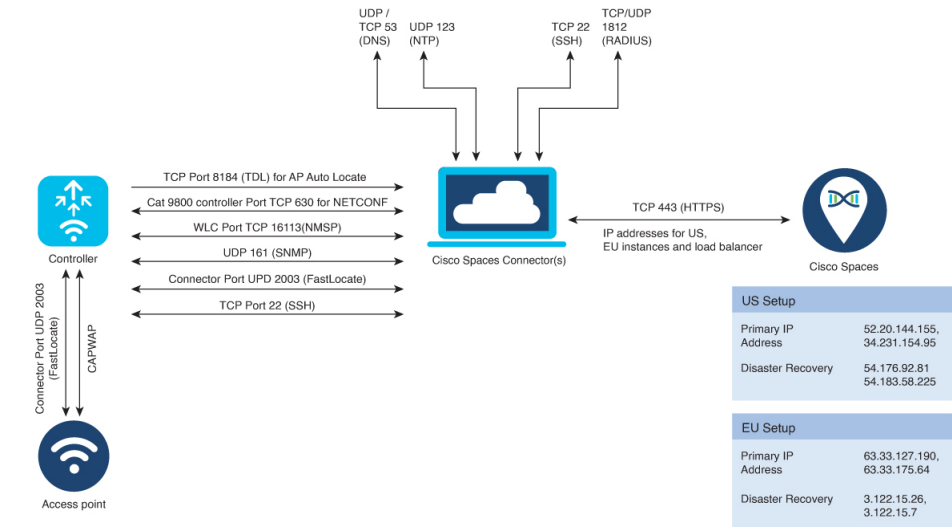 UDP /
TCP 53
(DNS)
UDP 123
(NTP)
TCP 22
(SSH)
TCP/UDP
1812
(RADIUS)
TCP Port 8184 (TDL) for AP Auto Locate
Cat 9800 controller Port TCP 630 for NETCONF
WLC Port TCP 16113(NMSP)
UDP 161 (SNMP)
Connector Port UPD 2003 (FastLocate)
TCP Port 22 (SSH)
Controller
Cisco Spaces Connector(s)
TCP 443 (HTTPS)
IP addresses for US,
EU instances and load balancer
Cisco Spaces
Connector Port UDP 2003
(FastLocate)
CAPWAP
Access point
US Setup
Primary IP
Address
52.20.144.155,
34.231.154.95
Disaster Recovery
54.176.92.81
54.183.58.225
EU Setup
Primary IP
Address
63.33.127.190,
63.33.175.64
Disaster Recovery
3.122.15.26,
3.122.15.7